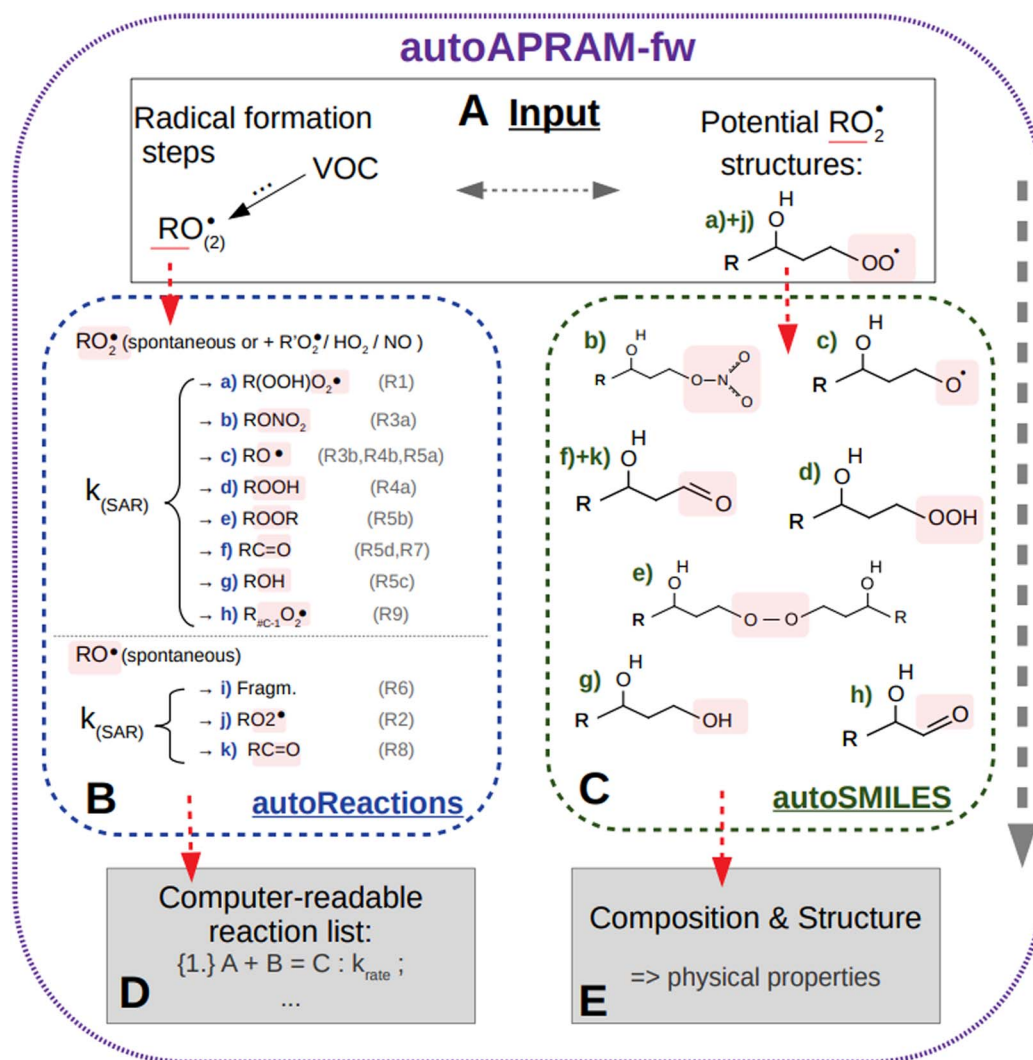 autoAPRAM-fw
A Input
Radical formation
steps
VOC
...
RO•(2)
Potential RO2•
structures:
a)+j)
H
O
R
OO•
RO2• (spontaneous or + R'O2•/ HO2 / NO )
k(SAR)
→ a) R(OOH)O2• (R1)
→ b) RONO2 (R3a)
→ c) RO• (R3b,R4b,R5a)
→ d) ROOH (R4a)
→ e) ROOR (R5b)
→ f) RC=O (R5d,R7)
→ g) ROH (R5c)
→ h) R#C-1O2• (R9)
RO• (spontaneous)
k(SAR)
→ i) Fragm. (R6)
→ j) RO2• (R2)
→ k) RC=O (R8)
B
autoReactions
b)
H
O
R
O—N
O
O
c)
H
O
R
O•
f)+k)
H
O
R
O
d)
H
O
R
OOH
e)
H
O
R
O—O
H
O
R
g)
H
O
R
OH
h)
H
O
R
O
C
autoSMILES
Computer-readable
reaction list:
{1.} A + B = C : krate ;
...
D
Composition & Structure
=> physical properties
E